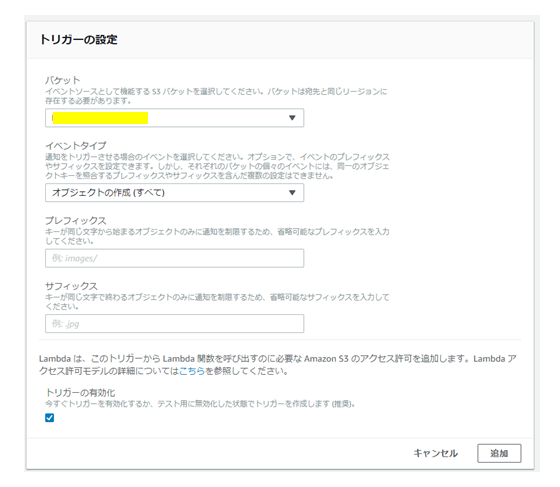 トリガーの設定
バケット
イベントソースとして機能する S3 バケットを選択してください。バケットは宛先と同じリージョンに
存在する必要があります。
イベントタイプ
通知をトリガーさせる場合のイベントを選択してください。オプションで、イベントのプレフィックス
やサフィックスを設定できます。しかし、それぞれのバケットの個々のイベントには、同一のオブジェ
クトキーを照合するプレフィックスやサフィックスを含んだ複数の設定はできません。
オブジェクトの作成 (すべて)
プレフィックス
キーが同じ文字から始まるオブジェクトのみに通知を制限するため、省略可能なプレフィックスを入力
してください。
例: images/
サフィックス
キーが同じ文字で終わるオブジェクトのみに通知を制限するため、省略可能なサフィックスを入力して
ください。
例: .jpg
Lambda は、このトリガーから Lambda 関数を呼び出すのに必要な Amazon S3 のアクセス許可を追加します。Lambda ア
クセス許可モデルの詳細についてはこちらを参照してください。
トリガーの有効化
今すぐトリガーを有効化するか、テスト用に無効化した状態でトリガーを作成します (推奨)。
キャンセル
追加